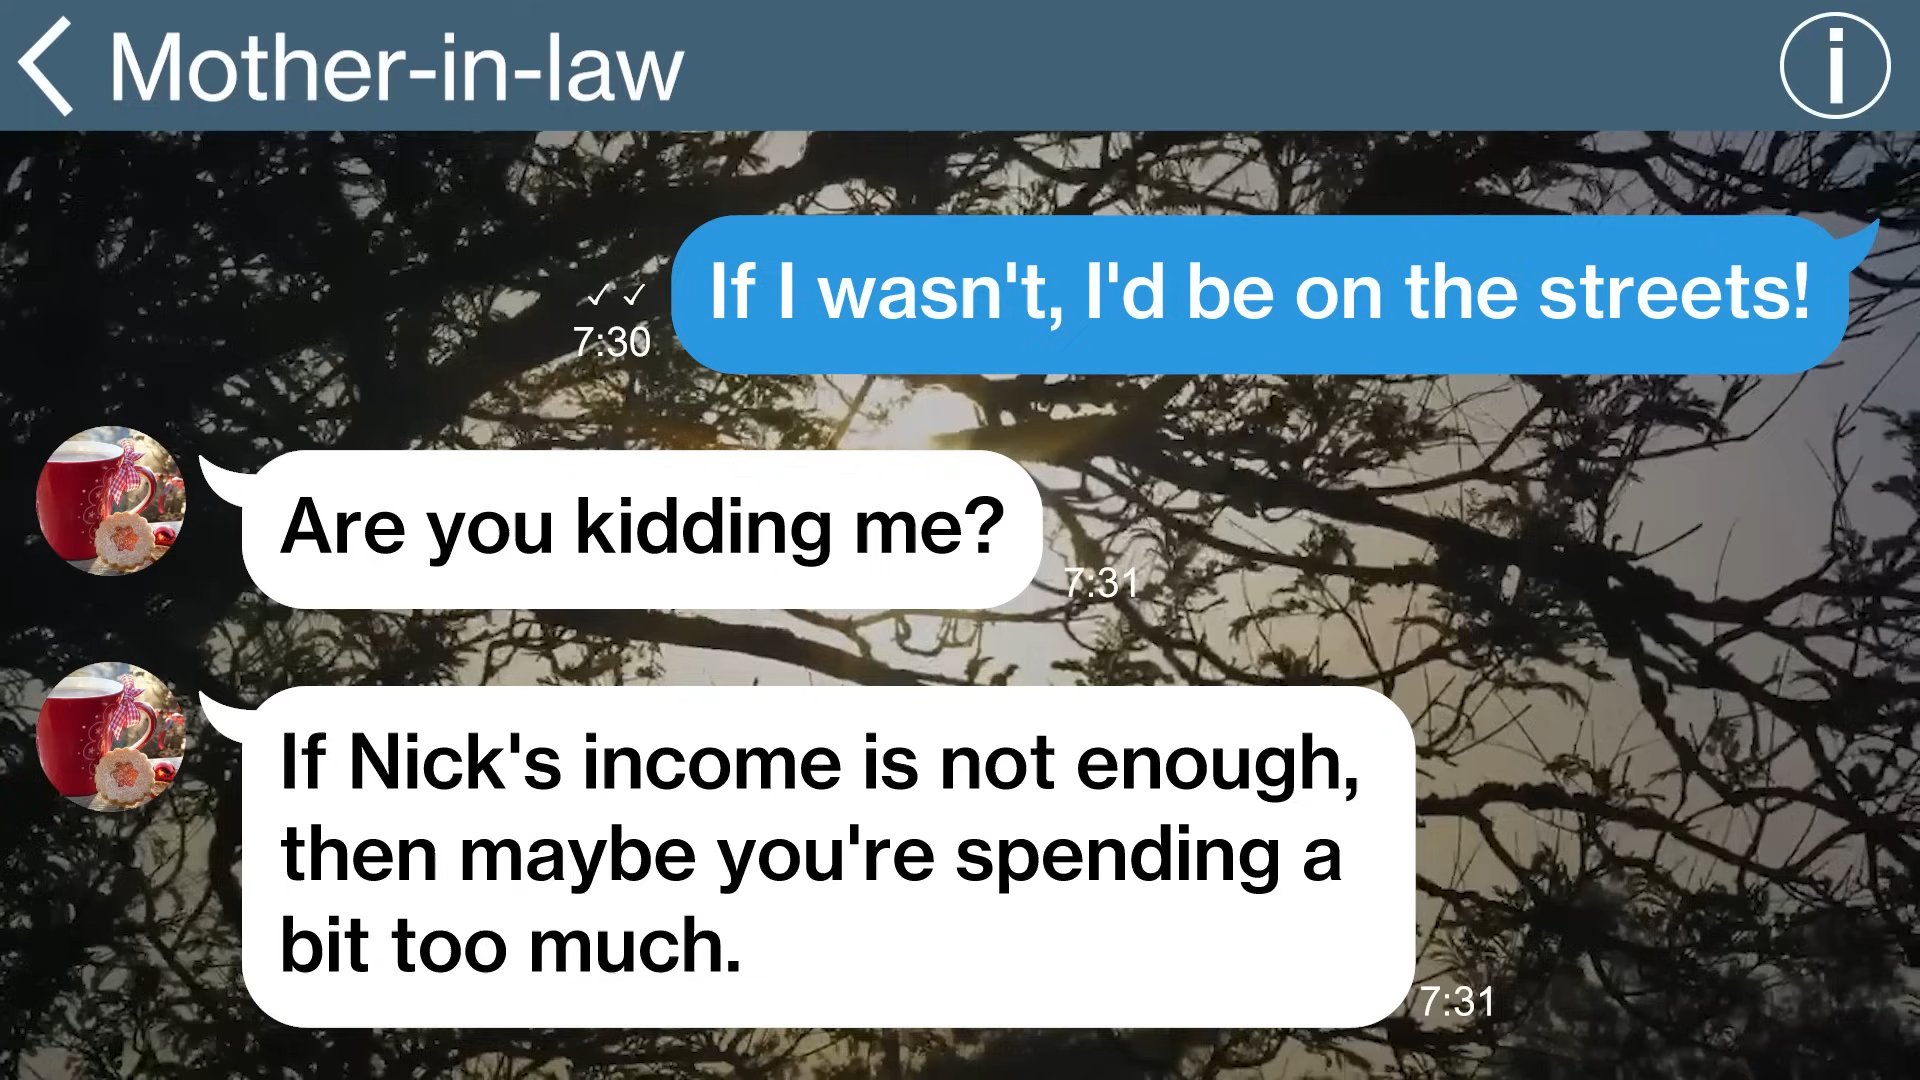 Mother-in-law
If I wasn't, I'd be on the streets!
7:30
Are you kidding me?
7:31
If Nick's income is not enough,
then maybe you're spending a
bit too much.
7:31